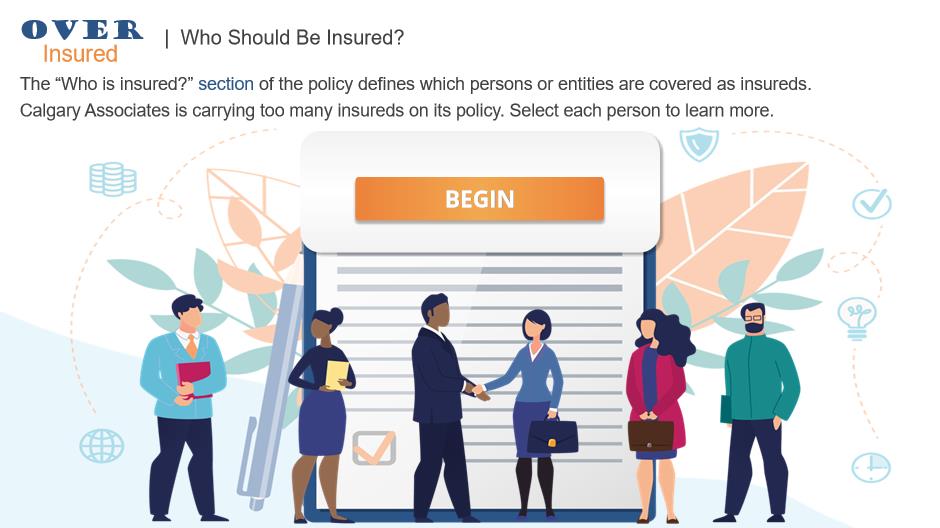 OVER
Insured
| Who Should Be Insured?
The “Who is insured?” section of the policy defines which persons or entities are covered as insureds.
Calgary Associates is carrying too many insureds on its policy. Select each person to learn more.
BEGIN